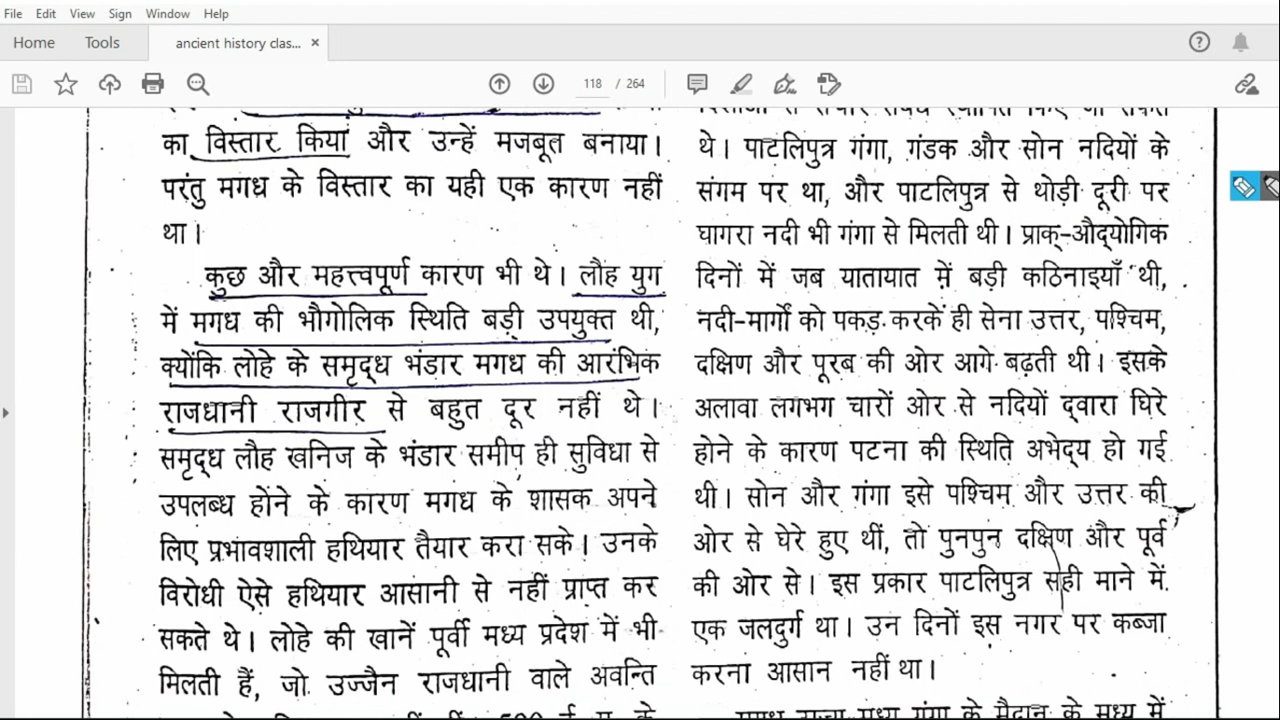 File Edit View Sign Window Help
Home Tools ancient history clas... ×
118 / 264
का विस्तार किया और उन्हें मजबूत बनाया।
परंतु मगध के विस्तार का यही एक कारण नहीं
था।
कुछ और महत्त्वपूर्ण कारण भी थे। लौह युग
में मगध की भौगोलिक स्थिति बड़ी उपयुक्त थी,
क्योंकि लोहे के समृद्ध भंडार मगध की आरंभिक
राजधानी राजगीर से बहुत दूर नहीं थे।
समृद्ध लौह खनिज के भंडार समीप ही सुविधा से
उपलब्ध होने के कारण मगध के शासक अपने
लिए प्रभावशाली हथियार तैयार करा सके। उनके
विरोधी ऐसे हथियार आसानी से नहीं प्राप्त कर
सकते थे। लोहे की खानें पूर्वी मध्य प्रदेश में भी
मिलती हैं, जो उज्जैन राजधानी वाले अवन्ति
थे। पाटलिपुत्र गंगा, गंडक और सोन नदियों के
संगम पर था, और पाटलिपुत्र से थोड़ी दूरी पर
घागरा नदी भी गंगा से मिलती थी। प्राक्-औद्योगिक
दिनों में जब यातायात में बड़ी कठिनाइयाँ थी,
नदी-मार्गों को पकड़ करके ही सेना उत्तर, पश्चिम,
दक्षिण और पूरब की ओर आगे बढ़ती थी। इसके
अलावा लगभग चारों ओर से नदियों द्वारा घिरे
होने के कारण पटना की स्थिति अभेद्य हो गई
थी। सोन और गंगा इसे पश्चिम और उत्तर की
ओर से घेरे हुए थीं, तो पुनपुन दक्षिण और पूर्व
की ओर से। इस प्रकार पाटलिपुत्र सही माने में
एक जलदुर्ग था। उन दिनों इस नगर पर कब्जा
करना आसान नहीं था।